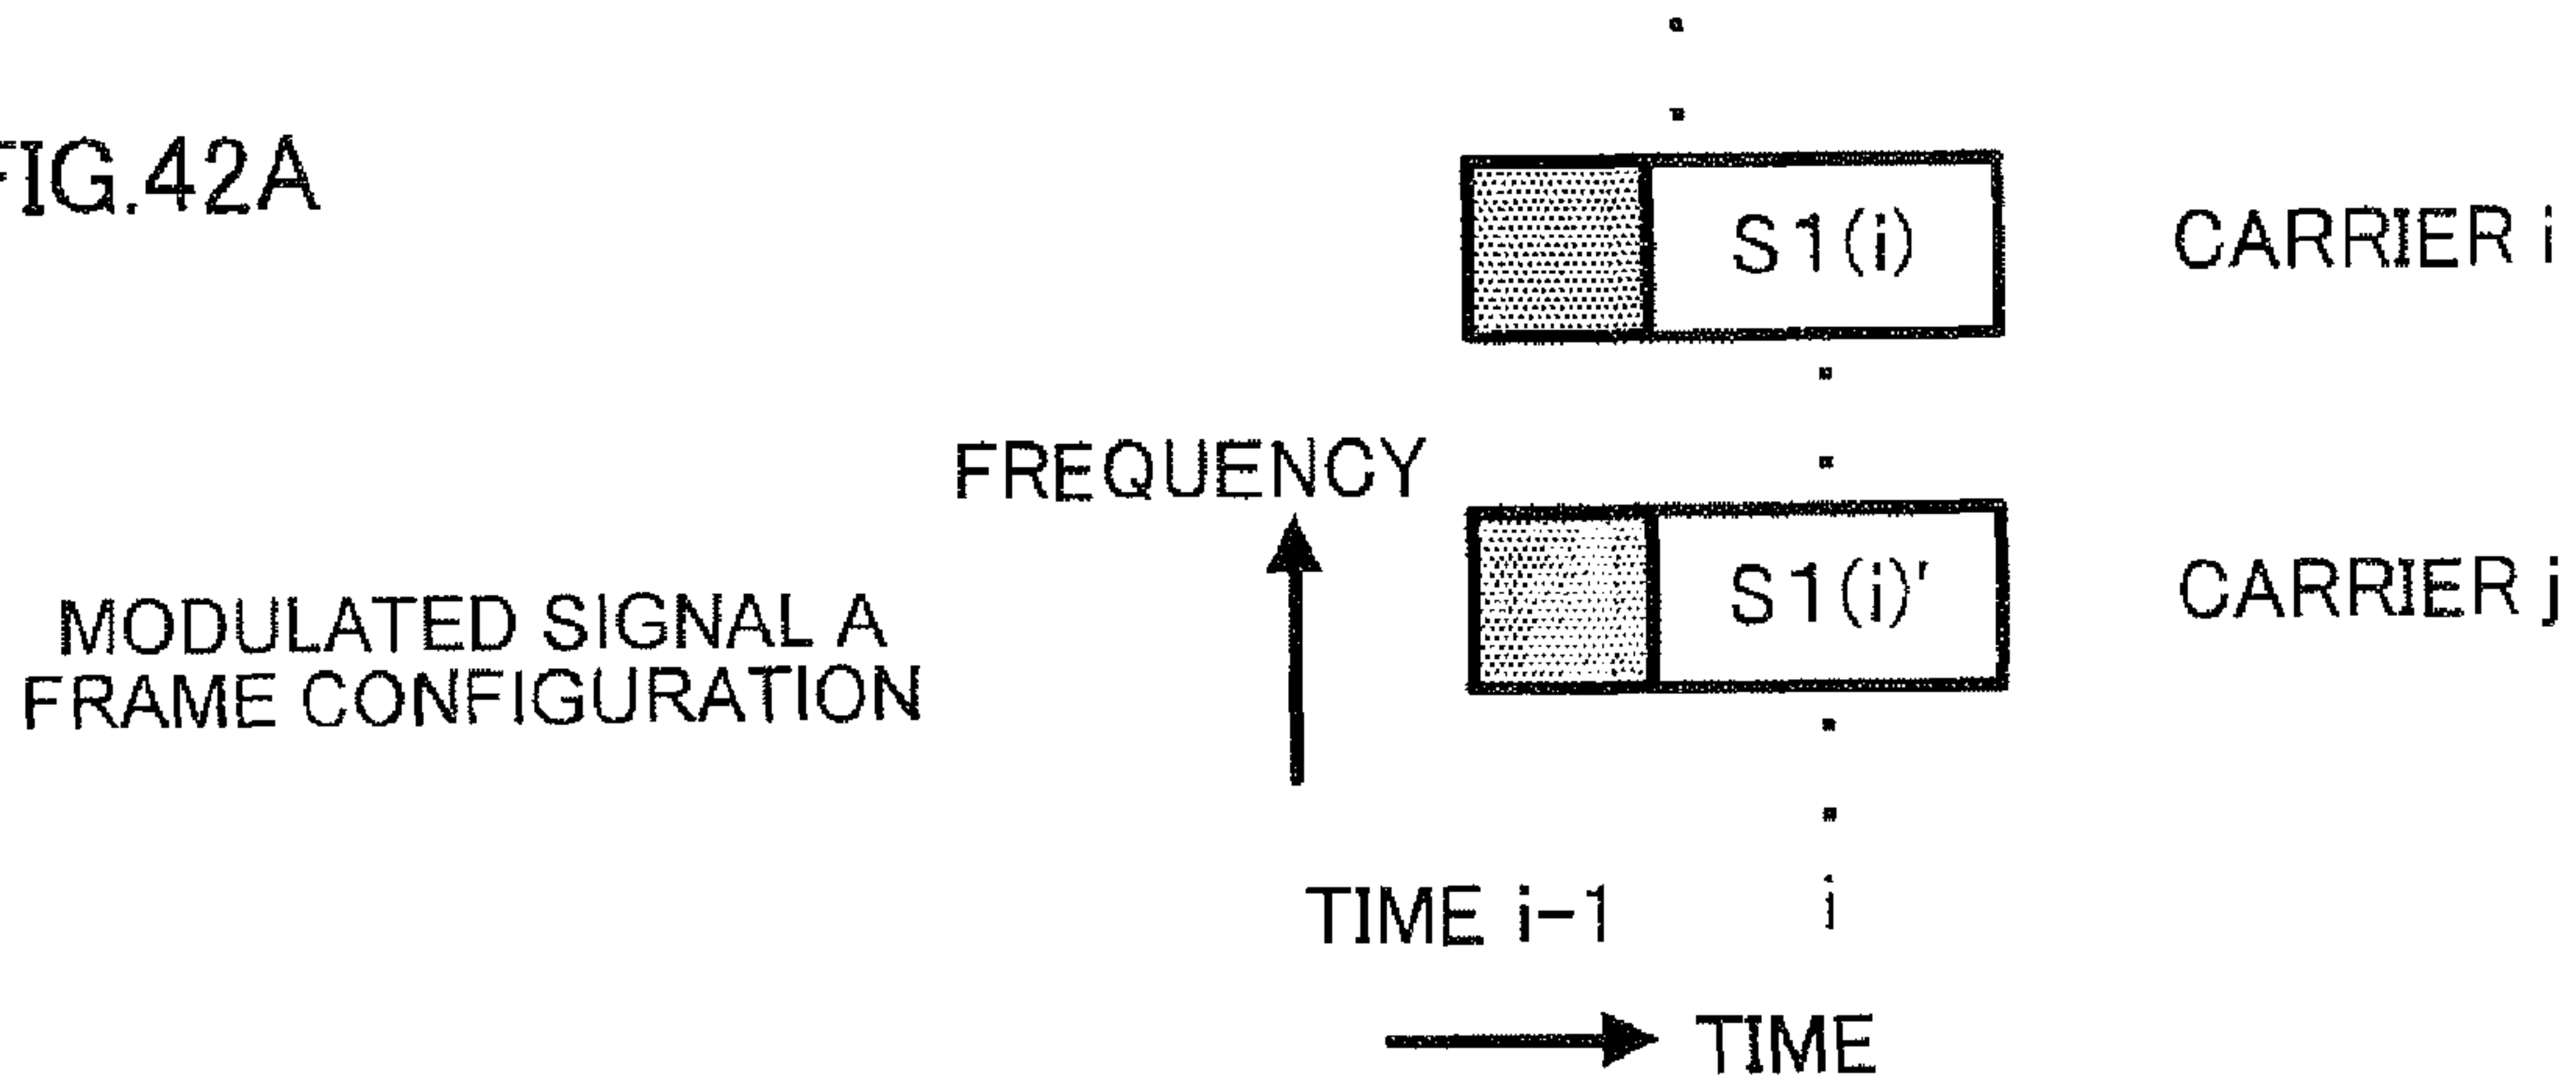 FIG.42A
S1(i)
CARRIER i
FREQUENCY
S1(i)'
CARRIER j
MODULATED SIGNAL A
FRAME CONFIGURATION
TIME i-1
i
TIME